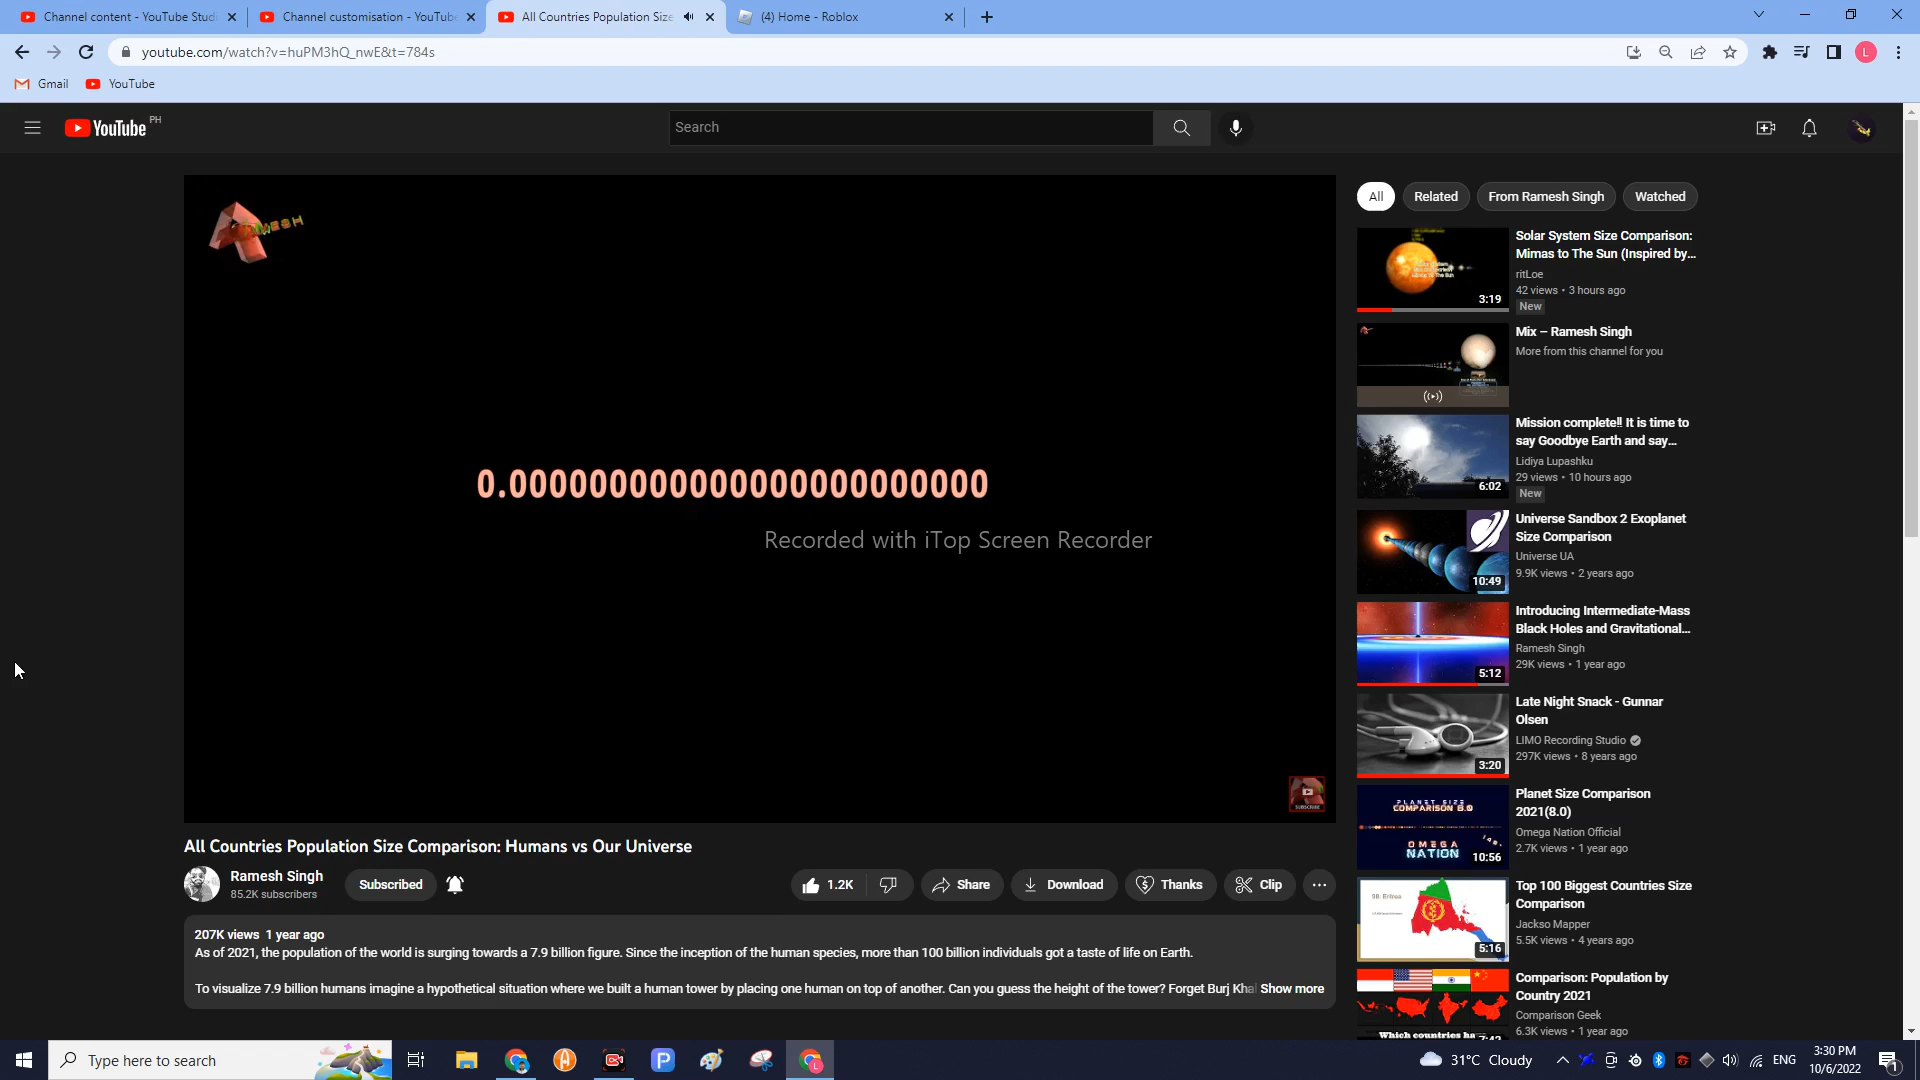 Channel content - YouTube Studi
Channel customisation - YouTube
All Countries Population Size
(4) Home - Roblox
youtube.com/watch?v=huPM3hQ_nwE&t=784s
L
Gmail
YouTube
YouTube PH
Search
0.00000000000000000000000
Recorded with iTop Screen Recorder
SUBSCRIBE
All Countries Population Size Comparison: Humans vs Our Universe
Ramesh Singh
85.2K subscribers
Subscribed
1.2K
Share
Download
Thanks
Clip
207K views 1 year ago
As of 2021, the population of the world is surging towards a 7.9 billion figure. Since the inception of the human species, more than 100 billion individuals got a taste of life on Earth.
To visualize 7.9 billion humans imagine a hypothetical situation where we built a human tower by placing one human on top of another. Can you guess the height of the tower? Forget Burj Khal Show more
All
Related
From Ramesh Singh
Watched
3:19
Solar System Size Comparison:
Mimas to The Sun (Inspired by...
ritLoe
42 views • 3 hours ago
New
Mix – Ramesh Singh
More from this channel for you
6:02
Mission complete!! It is time to
say Goodbye Earth and say...
Lidiya Lupashku
29 views • 10 hours ago
New
10:49
Universe Sandbox 2 Exoplanet
Size Comparison
Universe UA
9.9K views • 2 years ago
5:12
Introducing Intermediate-Mass
Black Holes and Gravitational...
Ramesh Singh
29K views • 1 year ago
3:20
Late Night Snack - Gunnar
Olsen
LIMO Recording Studio
297K views • 8 years ago
PLANET SIZE
COMPARISON 8.0
OMEGA
NATION
10:56
Planet Size Comparison
2021(8.0)
Omega Nation Official
2.7K views • 1 year ago
98: Eritrea
5:16
Top 100 Biggest Countries Size
Comparison
Jackso Mapper
5.5K views • 4 years ago
Which countries ha
7:42
Comparison: Population by
Country 2021
Comparison Geek
6.3K views • 1 year ago
Type here to search
31°C Cloudy
ENG
3:30 PM
10/6/2022
1